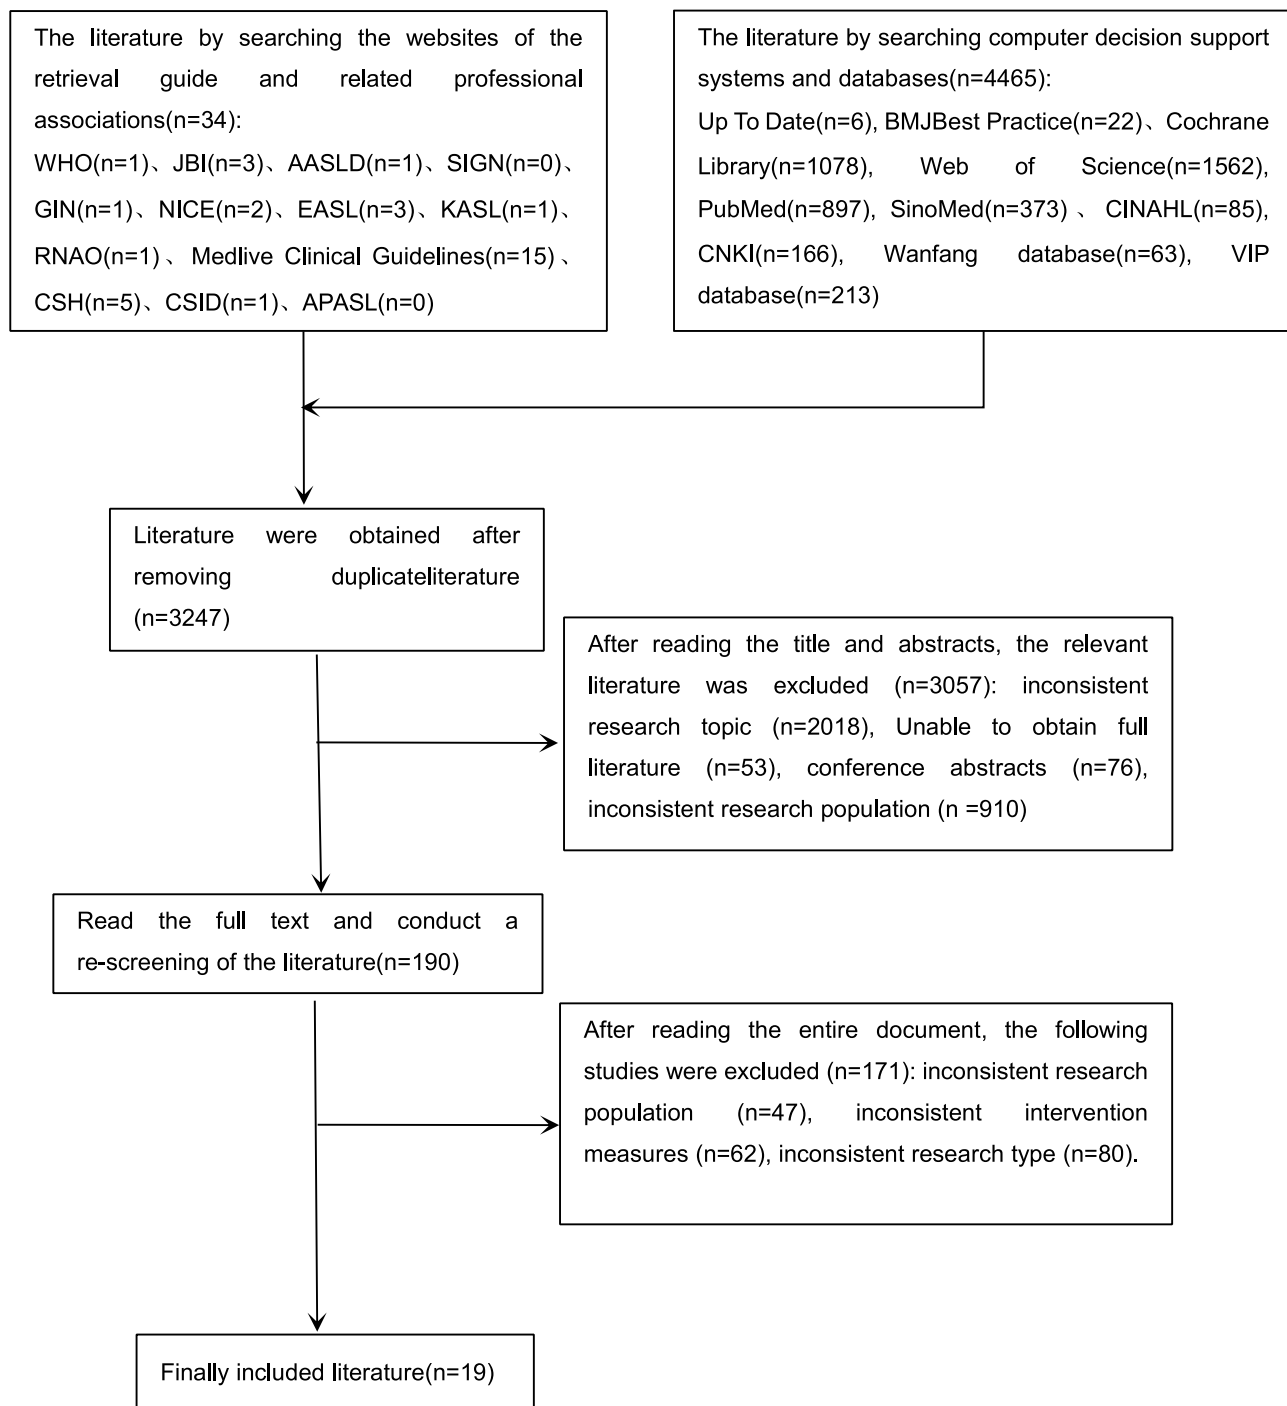 The literature by searching the websites of the
retrieval guide and related professional
associations(n=34):
WHO(n=1)、JBI(n=3)、AASLD(n=1)、SIGN(n=0)、
GIN(n=1)、NICE(n=2)、EASL(n=3)、KASL(n=1)、
RNAO(n=1)、Medlive Clinical Guidelines(n=15)、
CSH(n=5)、CSID(n=1)、APASL(n=0)
The literature by searching computer decision support
systems and databases(n=4465):
Up To Date(n=6), BMJBest Practice(n=22)、Cochrane
Library(n=1078), Web of Science(n=1562),
PubMed(n=897), SinoMed(n=373)、CINAHL(n=85),
CNKI(n=166), Wanfang database(n=63), VIP
database(n=213)
Literature were obtained after
removing duplicateliterature
(n=3247)
After reading the title and abstracts, the relevant
literature was excluded (n=3057): inconsistent
research topic (n=2018), Unable to obtain full
literature (n=53), conference abstracts (n=76),
inconsistent research population (n =910)
Read the full text and conduct a
re-screening of the literature(n=190)
After reading the entire document, the following
studies were excluded (n=171): inconsistent research
population (n=47), inconsistent intervention
measures (n=62), inconsistent research type (n=80).
Finally included literature(n=19)